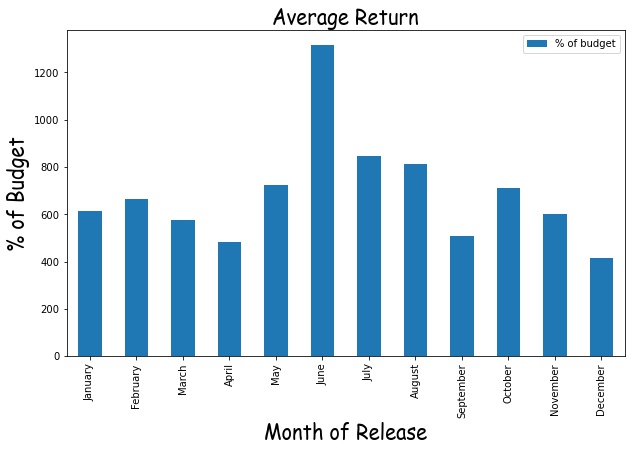 Average Return
% of budget
% of Budget
1200
1000
800
600
400
200
0
January
February
March
April
May
June
July
August
September
October
November
December
Month of Release